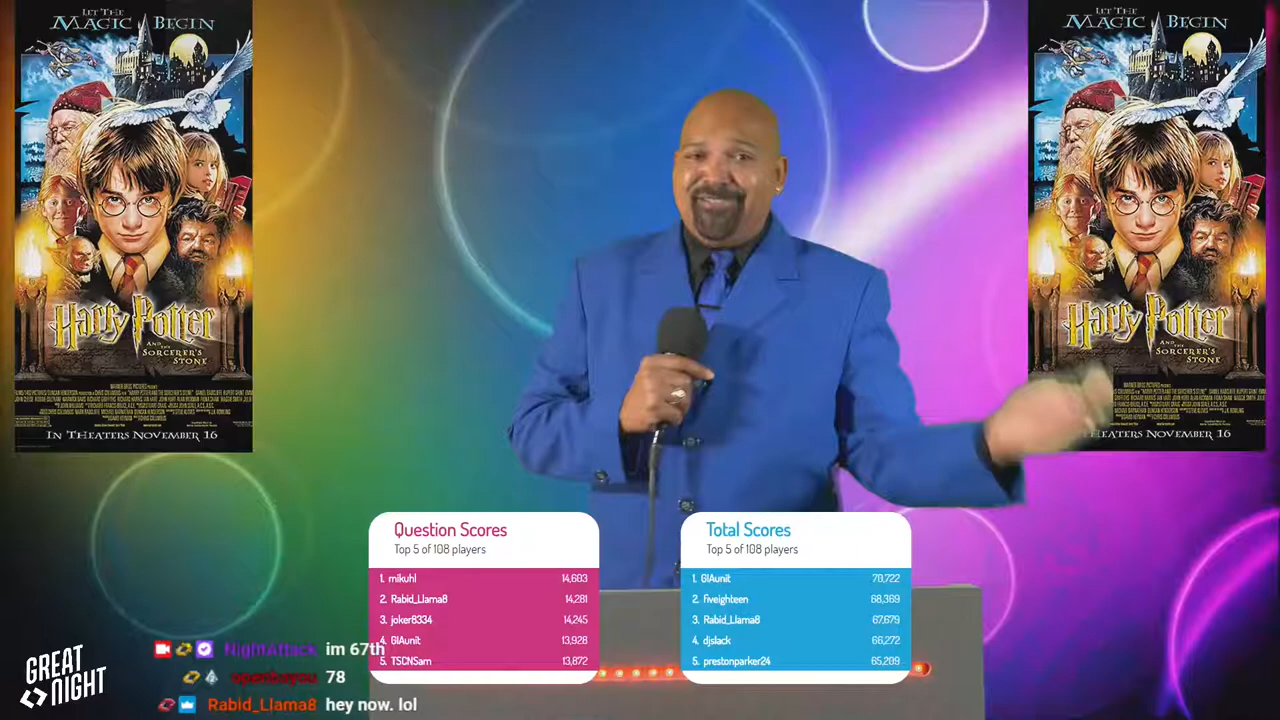 LET THE
MAGIC BEGIN
Harry Potter
AND THE
SORCERER'S
STONE
IN THEATERS NOVEMBER 16
LET THE
MAGIC BEGIN
Harry Potter
AND THE
SORCERER'S
STONE
THEATERS NOVEMBER 16
Question Scores
Top 5 of 108 players
1. mikuhl 14,603
2. Rabid_Llama8 14,281
3. joker8334 14,245
4. GIAunit 13,928
5. TSCNSam 13,872
Total Scores
Top 5 of 108 players
1. GIAunit 70,722
2. fiveighteen 68,369
3. Rabid_Llama8 67,679
4. djslack 66,272
5. prestonparker24 65,209
NightAttack im 67th
openbayou 78
Rabid_Llama8 hey now. lol
GREAT
NIGHT